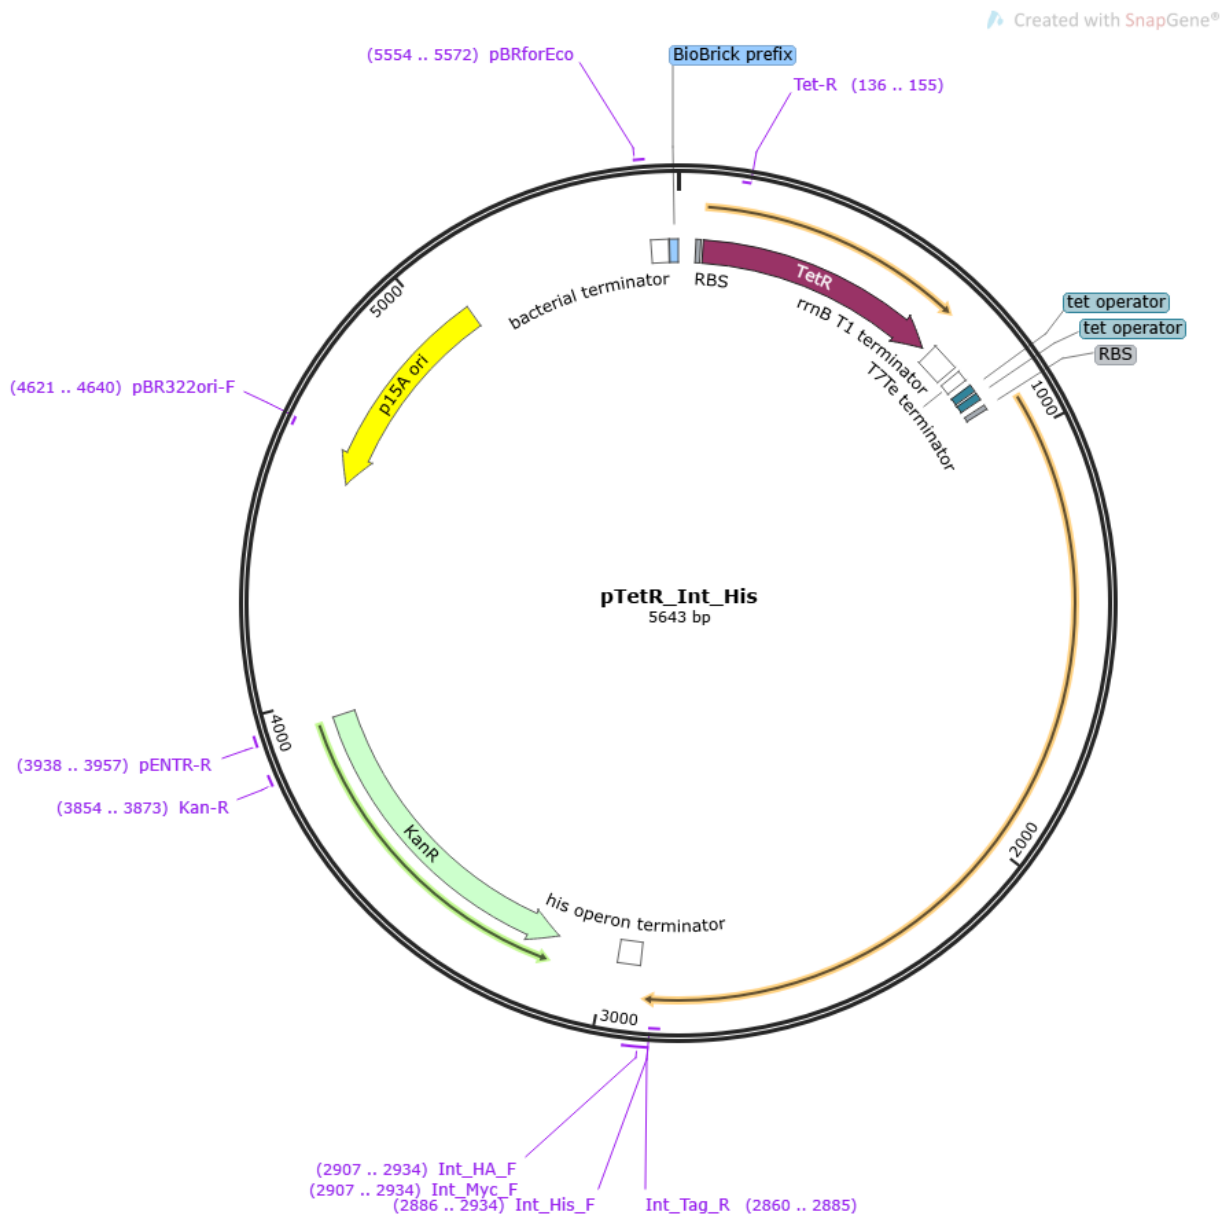 Created with SnapGene®
(5554 .. 5572) pBRforEco
BioBrick prefix
Tet-R (136 .. 155)
bacterial terminator
RBS
TetR
rrnB T1 terminator
T7Te terminator
tet operator
tet operator
RBS
1000
5000
p15A ori
(4621 .. 4640) pBR322ori-F
pTetR_Int_His
5643 bp
4000
(3938 .. 3957) pENTR-R
(3854 .. 3873) Kan-R
KanR
2000
his operon terminator
3000
(2907 .. 2934) Int_HA_F
(2907 .. 2934) Int_Myc_F
(2886 .. 2934) Int_His_F
Int_Tag_R (2860 .. 2885)